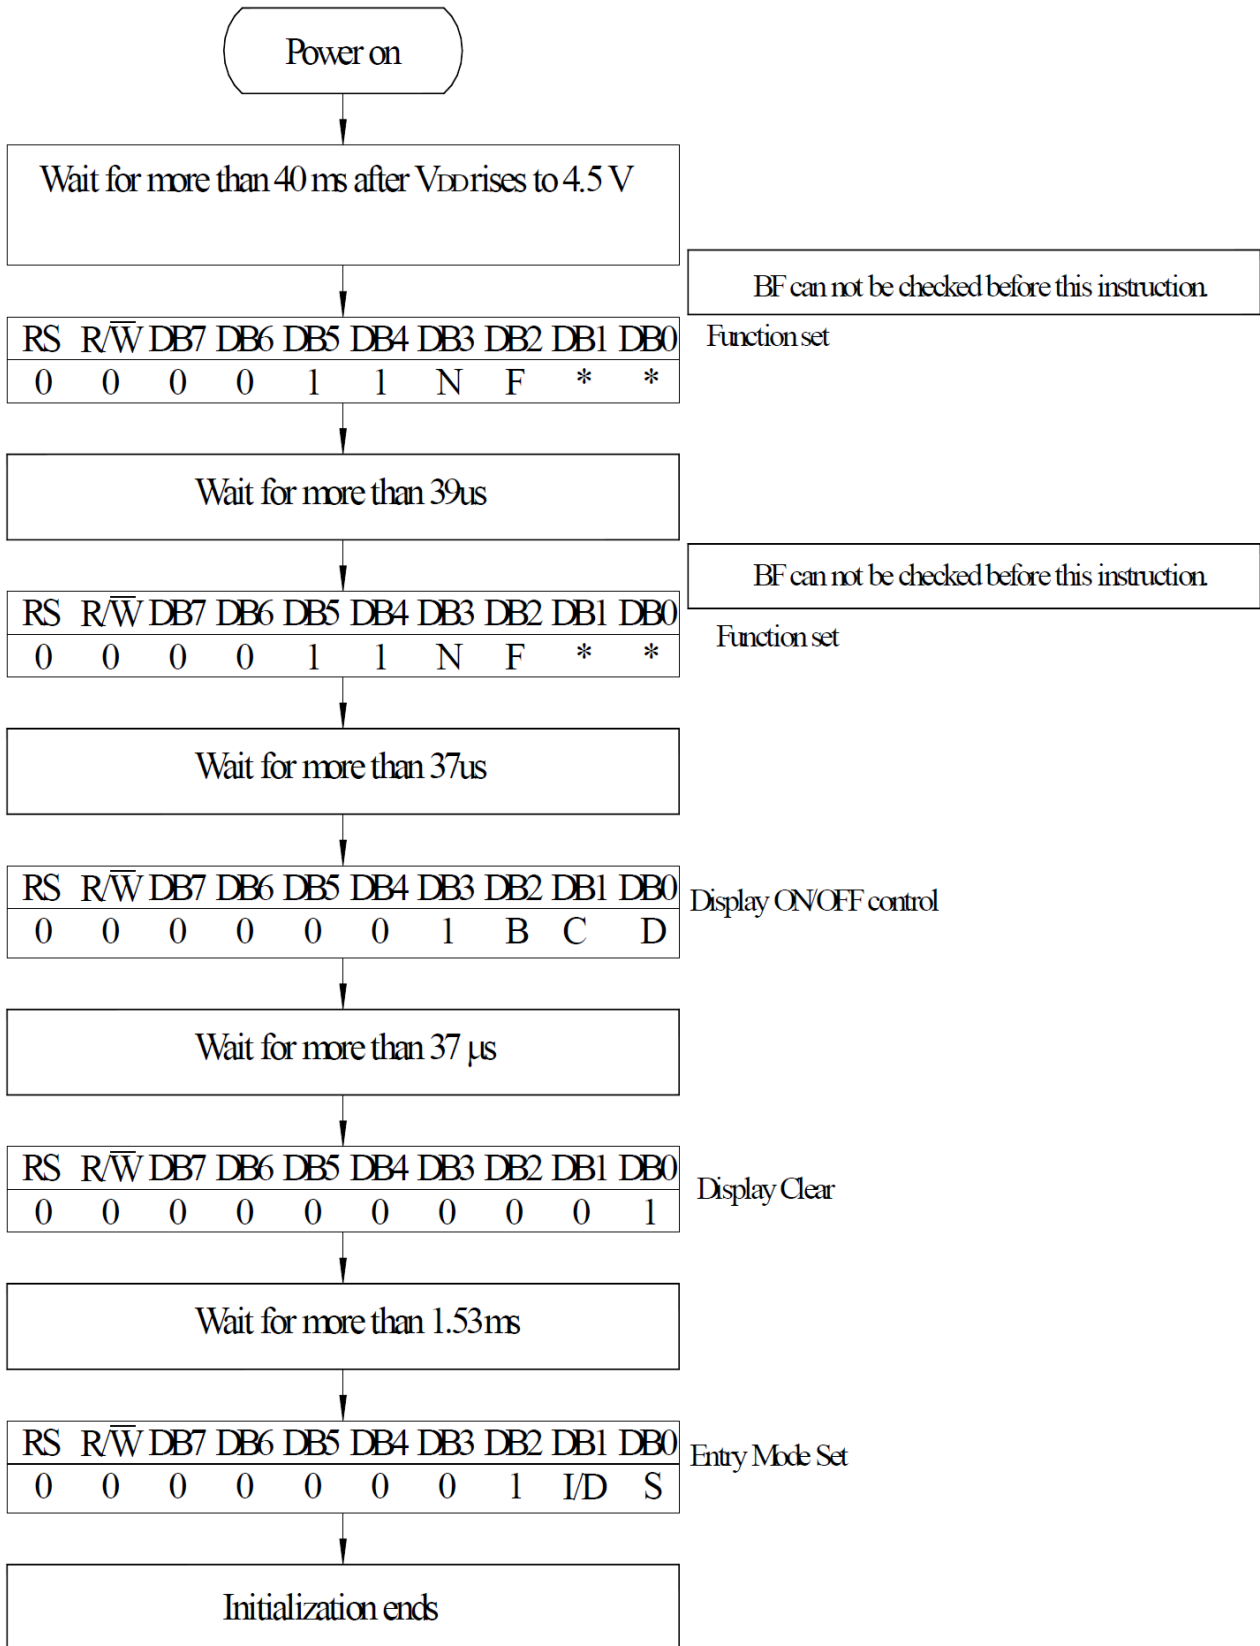 Power on
Wait for more than 40 ms after VDD rises to 4.5 V
BF can not be checked before this instruction.
RS R/W̅ DB7 DB6 DB5 DB4 DB3 DB2 DB1 DB0
Function set
0 0 0 0 1 1 N F * *
Wait for more than 39us
BF can not be checked before this instruction.
RS R/W̅ DB7 DB6 DB5 DB4 DB3 DB2 DB1 DB0
Function set
0 0 0 0 1 1 N F * *
Wait for more than 37us
RS R/W̅ DB7 DB6 DB5 DB4 DB3 DB2 DB1 DB0
Display ON/OFF control
0 0 0 0 0 0 1 B C D
Wait for more than 37 μs
RS R/W̅ DB7 DB6 DB5 DB4 DB3 DB2 DB1 DB0
Display Clear
0 0 0 0 0 0 0 0 0 1
Wait for more than 1.53ms
RS R/W̅ DB7 DB6 DB5 DB4 DB3 DB2 DB1 DB0
Entry Mode Set
0 0 0 0 0 0 0 1 I/D S
Initialization ends